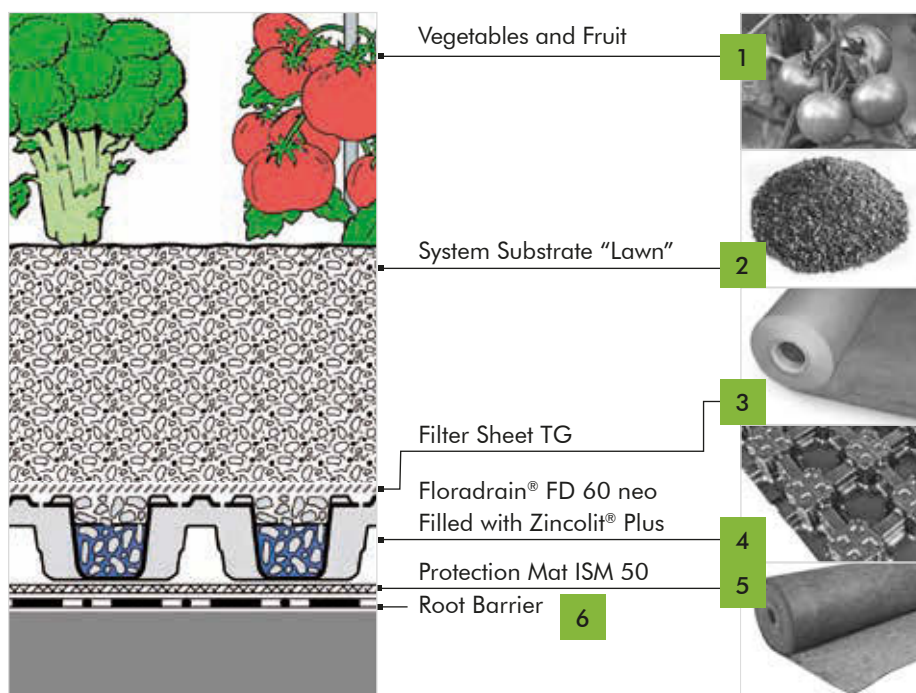 Vegetables and Fruit
1
System Substrate “Lawn”
2
3
Filter Sheet TG
Floradrain® FD 60 neo
Filled with Zincolit® Plus
4
Protection Mat ISM 50
5
Root Barrier
6